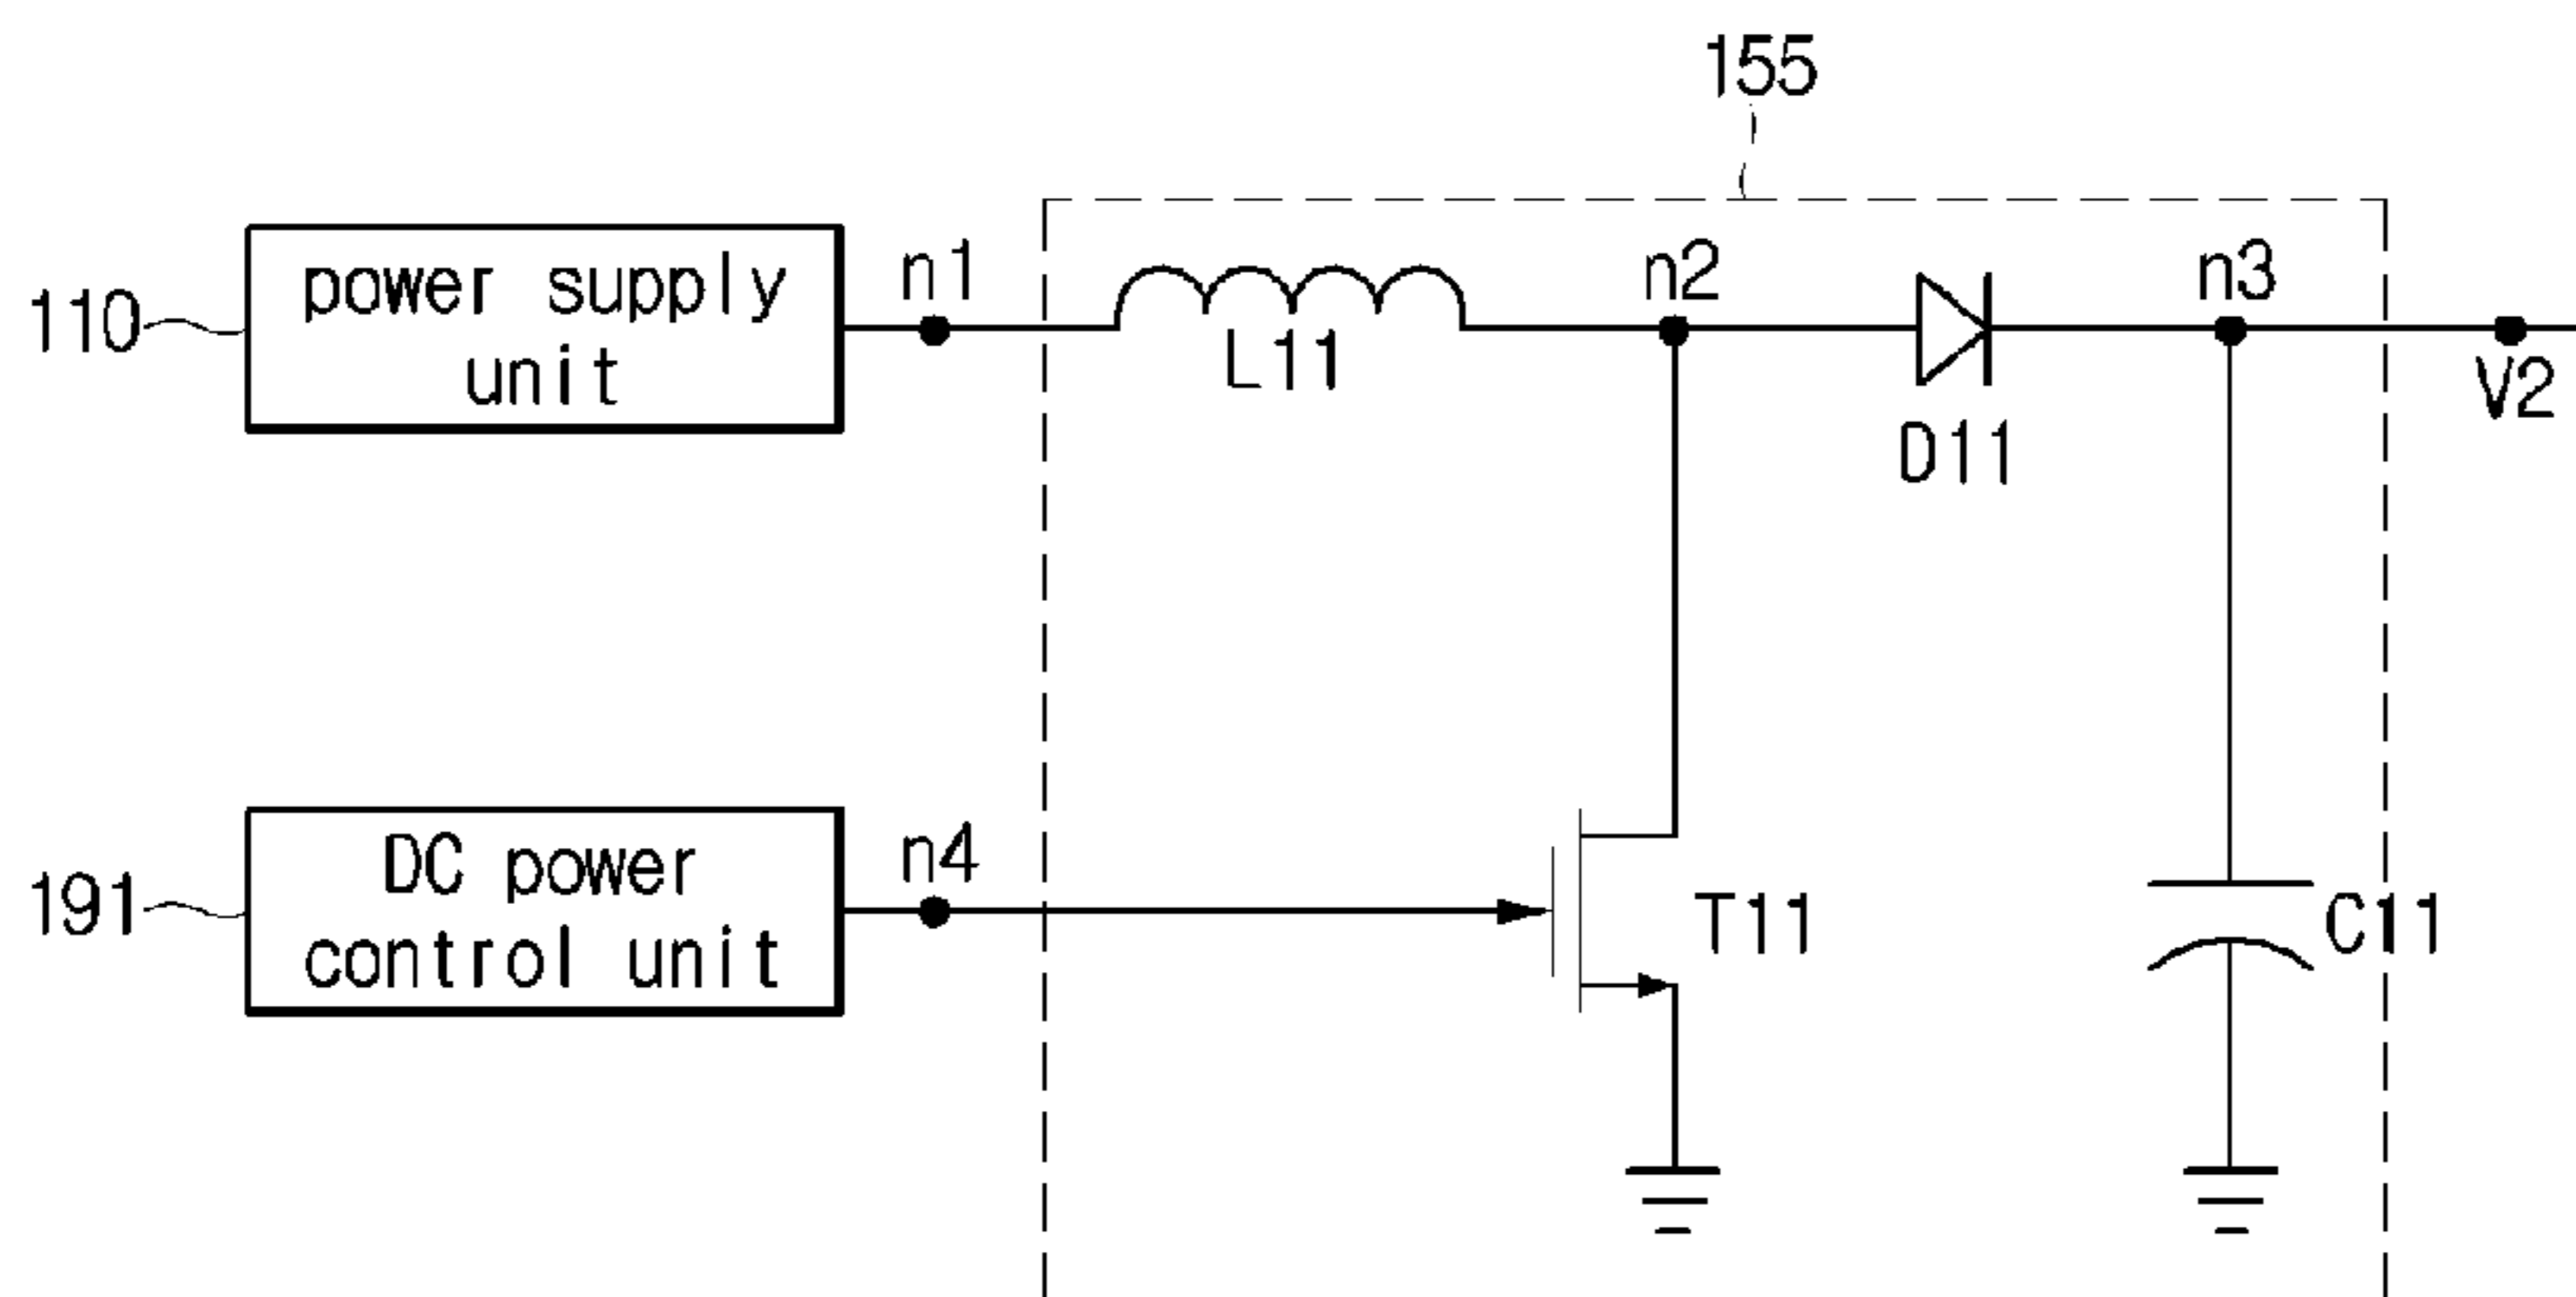 155
110
power supply
unit
n1
L11
n2
D11
n3
V2
191
DC power
control unit
n4
T11
C11